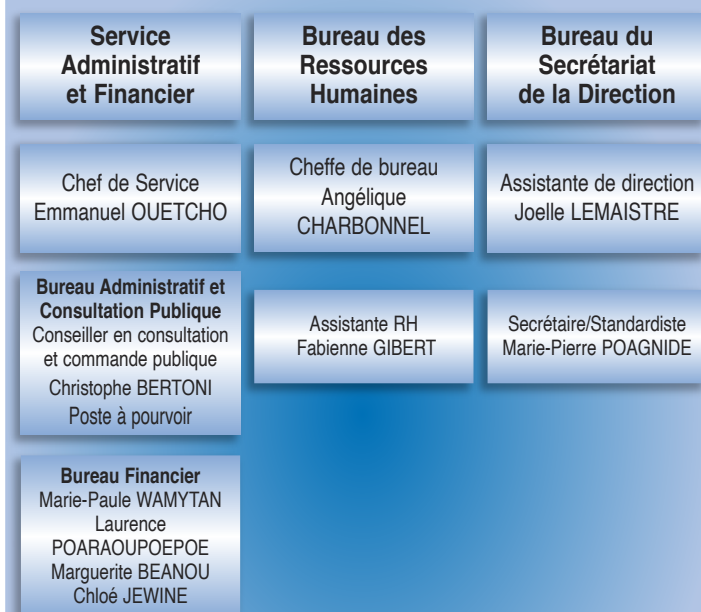 Service
Administratif
et Financier
Bureau des
Ressources
Humaines
Bureau du
Secrétariat
de la Direction
Chef de Service
Emmanuel OUETCHO
Cheffe de bureau
Angélique
CHARBONNEL
Assistante de direction
Joelle LEMAISTRE
Bureau Administratif et
Consultation Publique
Conseiller en consultation
et commande publique
Christophe BERTONI
Poste à pourvoir
Assistante RH
Fabienne GIBERT
Secrétaire/Standardiste
Marie-Pierre POAGNIDE
Bureau Financier
Marie-Paule WAMYTAN
Laurence
POARAOUPOEPOE
Marguerite BEANOU
Chloé JEWINE